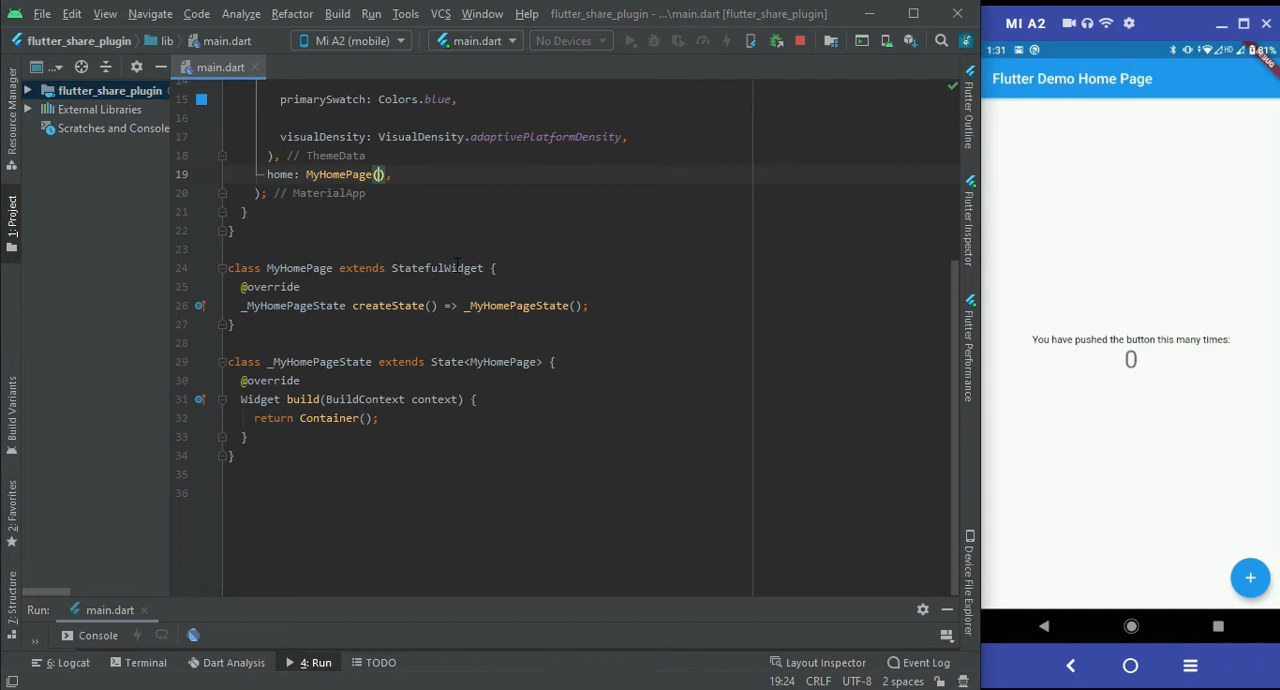 File Edit View Navigate Code Analyze Refactor Build Run Tools VCS Window Help flutter_share_plugin - ...\main.dart [flutter_share_plugin]
flutter_share_plugin lib main.dart Mi A2 (mobile) main.dart No Devices
1: Project ...
main.dart
flutter_share_plugin
External Libraries
Scratches and Console
14
15 primarySwatch: Colors.blue,
16
17 visualDensity: VisualDensity.adaptivePlatformDensity,
18 ), // ThemeData
19 home: MyHomePage(),
20 ); // MaterialApp
21 }
22 }
23
24 class MyHomePage extends StatefulWidget {
25 @override
26 _MyHomePageState createState() => _MyHomePageState();
27 }
28
29 class _MyHomePageState extends State<MyHomePage> {
30 @override
31 Widget build(BuildContext context) {
32 return Container();
33 }
34 }
35
36
Resource Manager
Build Variants
2: Favorites
7: Structure
Flutter Outline
Flutter Inspector
Flutter Performance
Device File Explorer
Run: main.dart
» Console
6: Logcat Terminal Dart Analysis 4: Run TODO Layout Inspector Event Log
19:24 CRLF UTF-8 2 spaces
MI A2
1:31 HD 81%
DEBUG
Flutter Demo Home Page
You have pushed the button this many times:
0
+